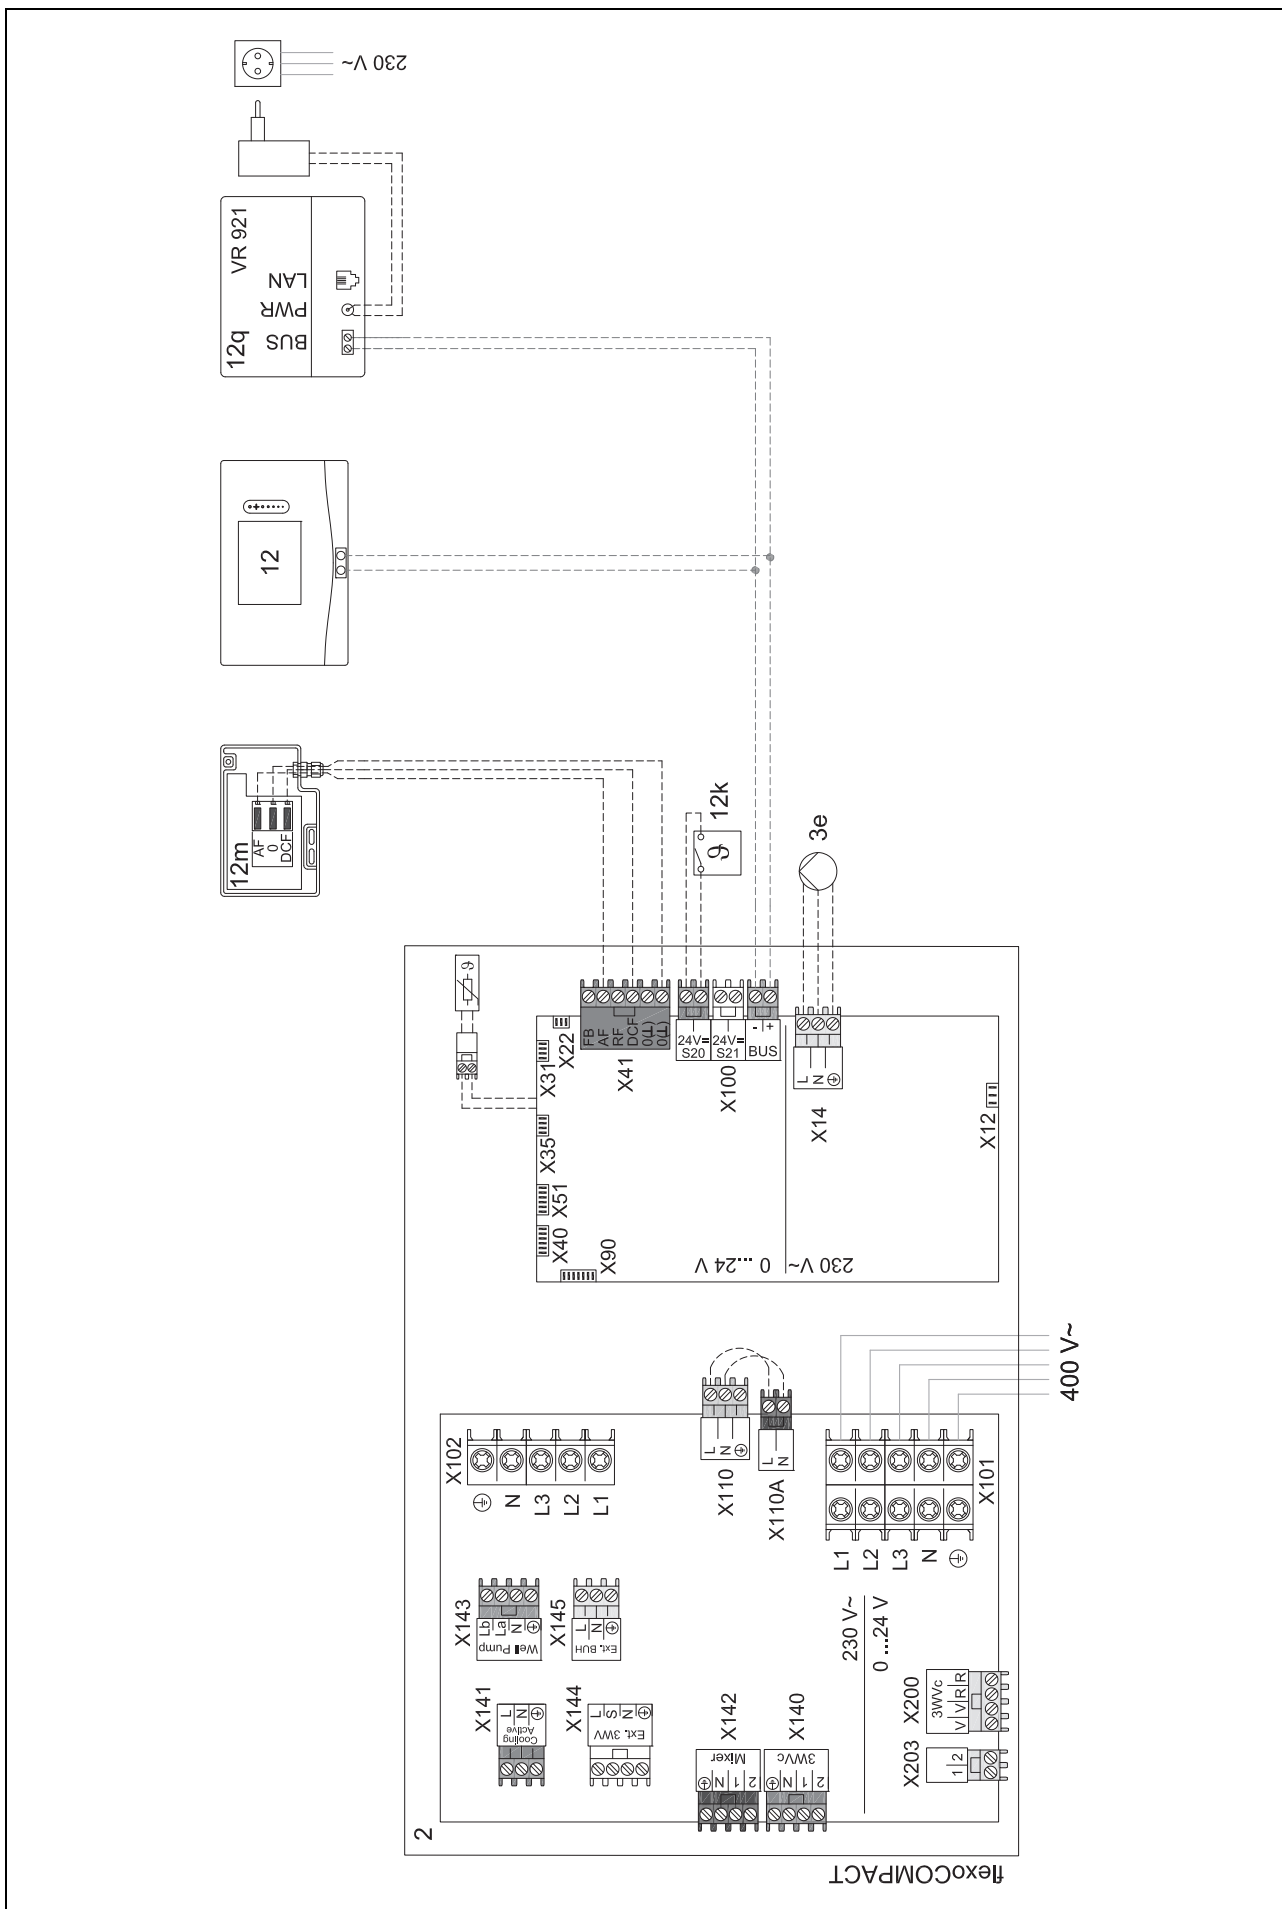 230 V~
VR 921
LAN
PWR
BUS
12q
12
12m
AF
0
DCF
12k
ϑ
3e
ϑ
X22
X31
X35
X51
X40
X90
FB
AF
RF
DCF
0(⊥)
0(⊥)
X41
24V=
S20
24V=
S21
- +
BUS
X100
L
N
X14
X12
0 ...24 V
230 V~
400 V~
X102
N
L3
L2
L1
L
N
X110
L
N
X110A
X101
L1
L2
L3
N
X143
Lb
La
N
Well Pump
X145
L
N
Ext. BUH
X141
L
N
Cooling
Active
X144
L
S
N
Ext. 3WV
X142
Mixer
N
1
2
X140
3WVc
N
1
2
230 V~
0 ...24 V
X200
3WVc
V V R R
X203
1 2
2
flexoCOMPACT